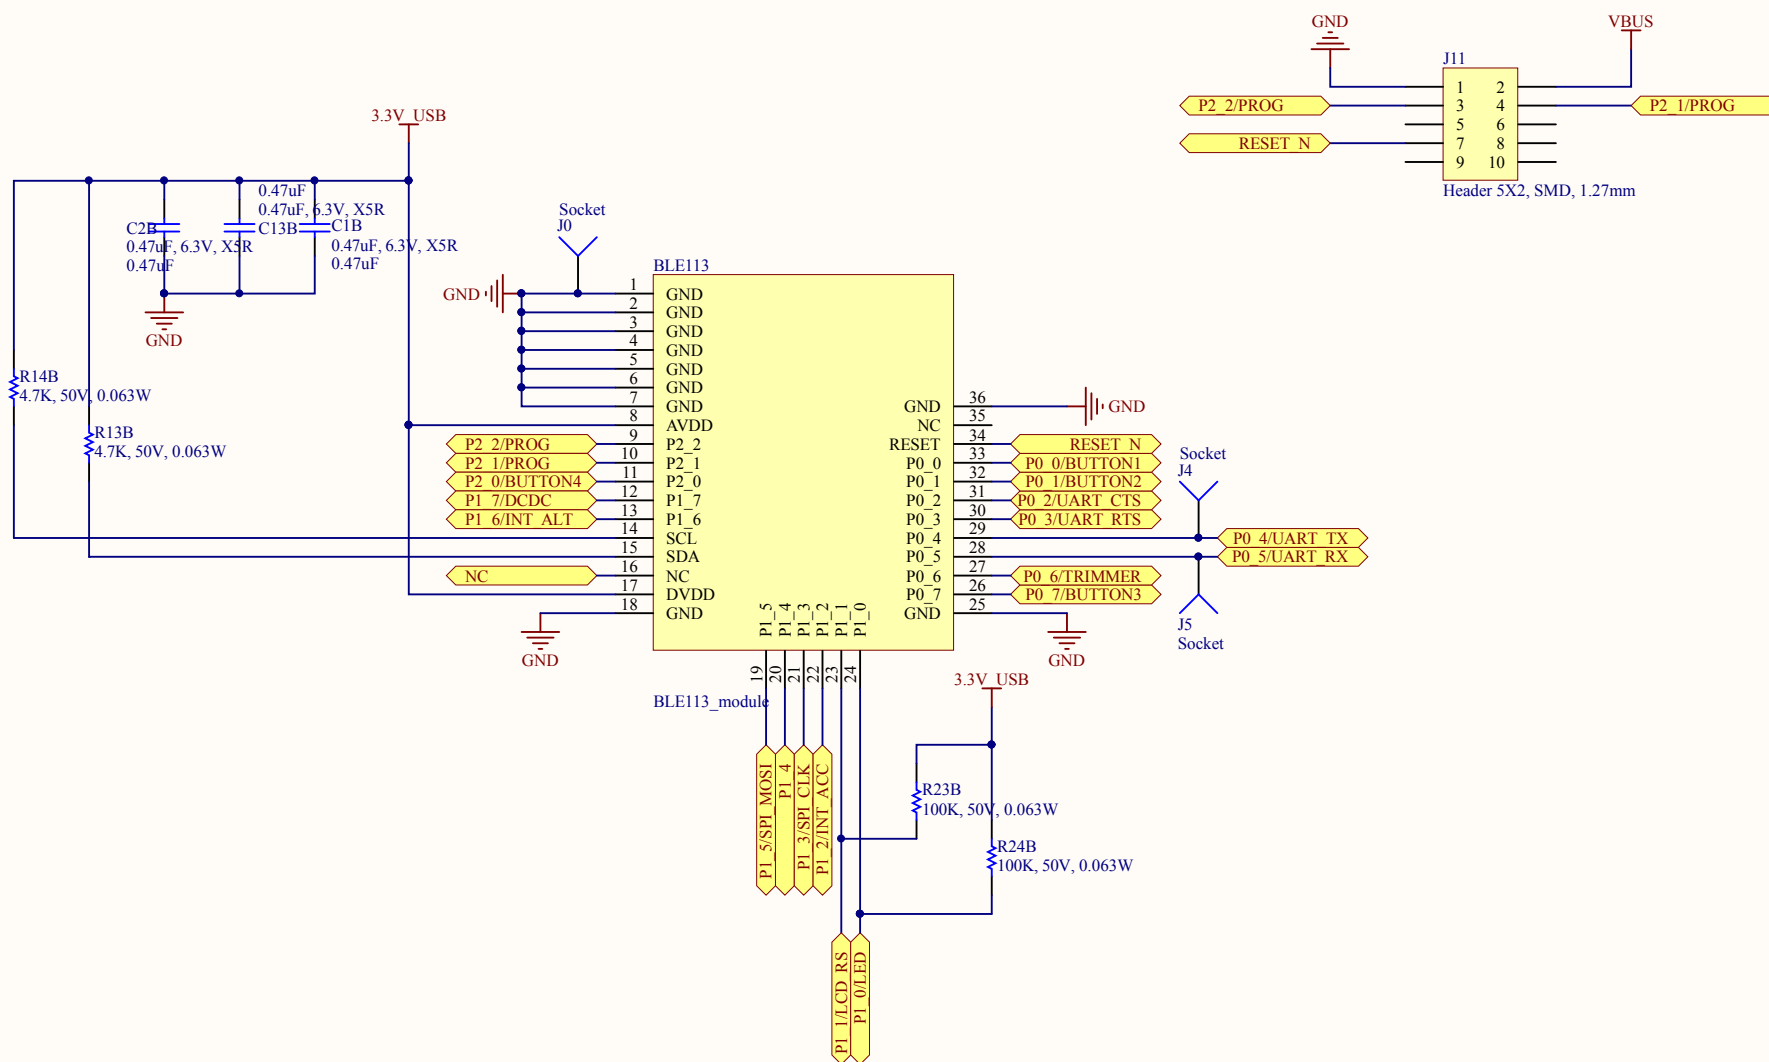 GND
VBUS
J11
1 2
P2_2/PROG 3 4 P2_1/PROG
5 6
RESET_N 7 8
9 10
Header 5X2, SMD, 1.27mm
3.3V_USB
0.47uF
0.47uF, 6.3V, X5R
C2B
C13B
C1B
0.47uF, 6.3V, X5R
0.47uF, 6.3V, X5R
0.47uF
0.47uF
GND
R14B
4.7K, 50V, 0.063W
R13B
4.7K, 50V, 0.063W
Socket
J0
BLE113
GND
1 GND
2 GND
3 GND
4 GND
5 GND
6 GND
7 GND
8 AVDD
P2_2/PROG 9 P2_2
P2_1/PROG 10 P2_1
P2_0/BUTTON4 11 P2_0
P1_7/DCDC 12 P1_7
P1_6/INT_ALT 13 P1_6
14 SCL
15 SDA
NC 16 NC
17 DVDD
18 GND
GND
GND 36 GND
NC 35
RESET 34 RESET_N
P0_0 33 P0_0/BUTTON1
P0_1 32 P0_1/BUTTON2
P0_2 31 P0_2/UART_CTS
P0_3 30 P0_3/UART_RTS
P0_4 29 P0_4/UART_TX
P0_5 28 P0_5/UART_RX
P0_6 27 P0_6/TRIMMER
P0_7 26 P0_7/BUTTON3
GND 25
GND
Socket
J4
J5
Socket
P1_5 19 P1_5/SPI_MOSI
P1_4 20 P1_4
P1_3 21 P1_3/SPI_CLK
P1_2 22 P1_2/INT_ACC
P1_1 23 P1_1/LCD_RS
P1_0 24 P1_0/LED
BLE113_module
3.3V_USB
R23B
100K, 50V, 0.063W
R24B
100K, 50V, 0.063W